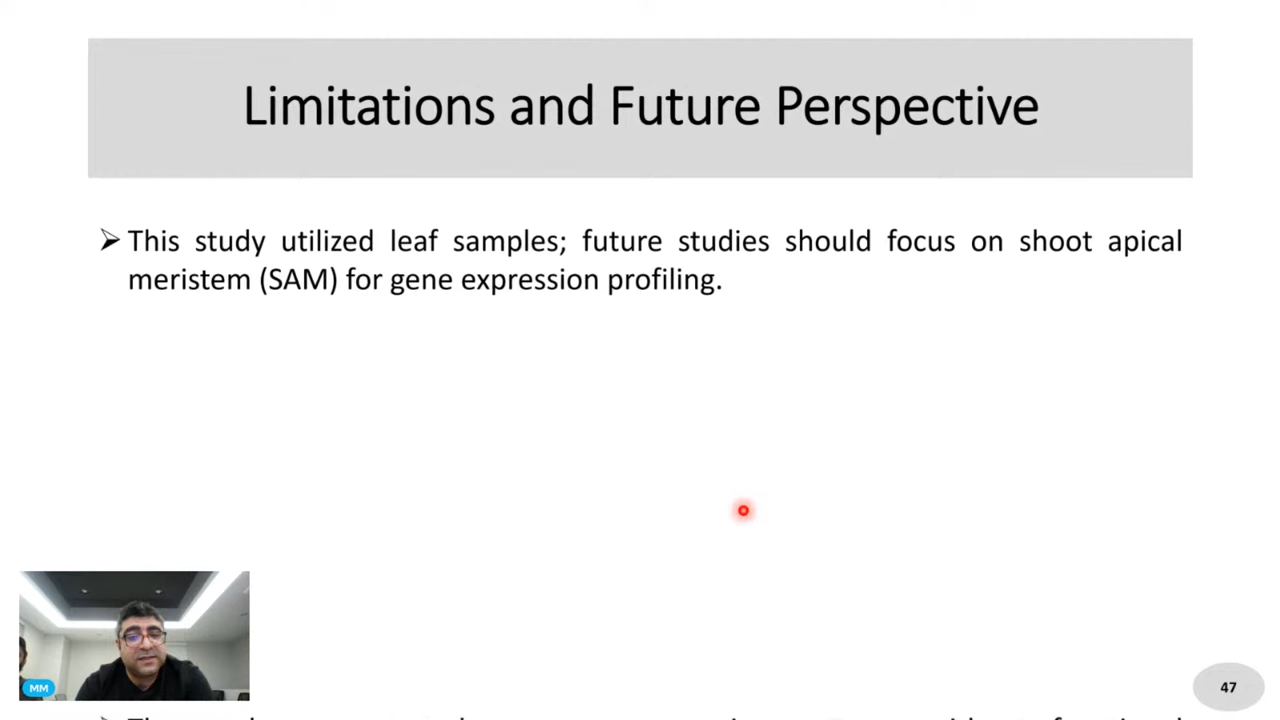 Limitations and Future Perspective
➤ This study utilized leaf samples; future studies should focus on shoot apical
meristem (SAM) for gene expression profiling.
MM
47